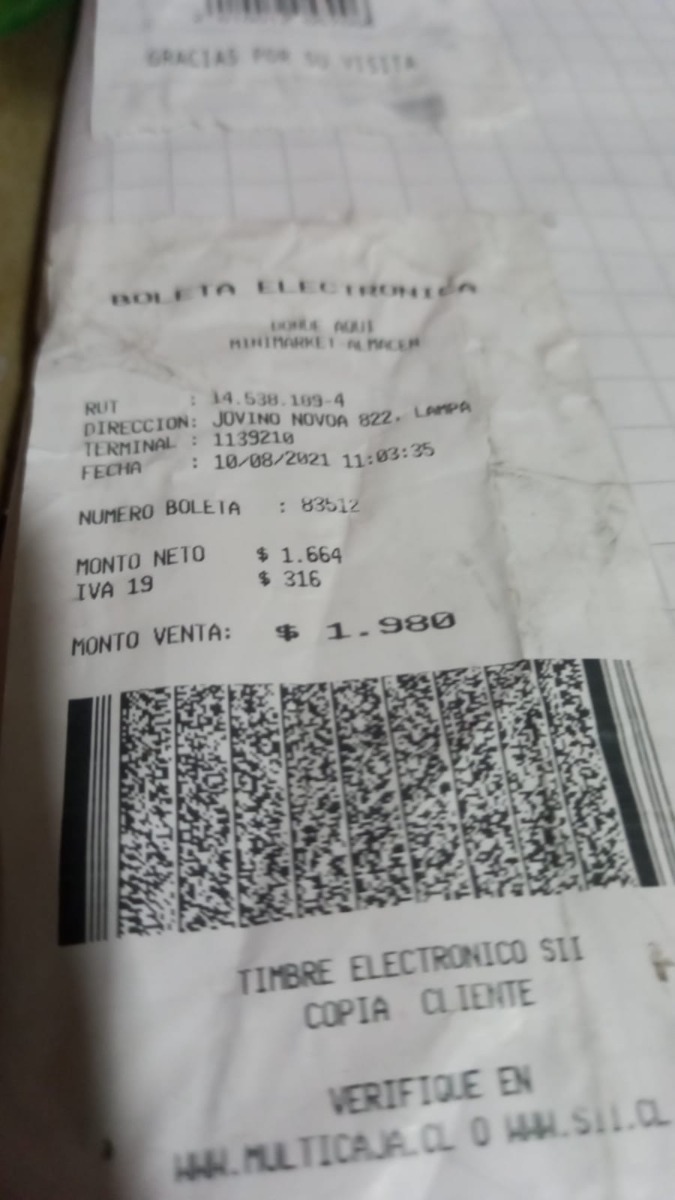 GRACIAS POR SU VISITA
BOLETA ELECTRONICA
DONDE AQUI
MINIMARKET ALMACEN
RUT : 14.538.109-4
DIRECCION: JOVINO NOVOA 822, LAMPA
TERMINAL : 1139210
FECHA : 10/08/2021 11:03:35
NUMERO BOLETA : 83512
MONTO NETO $ 1.664
IVA 19 $ 316
MONTO VENTA: $ 1.980
TIMBRE ELECTRONICO SII
COPIA CLIENTE
VERIFIQUE EN
WWW.MULTICAJA.CL O WWW.SII.CL